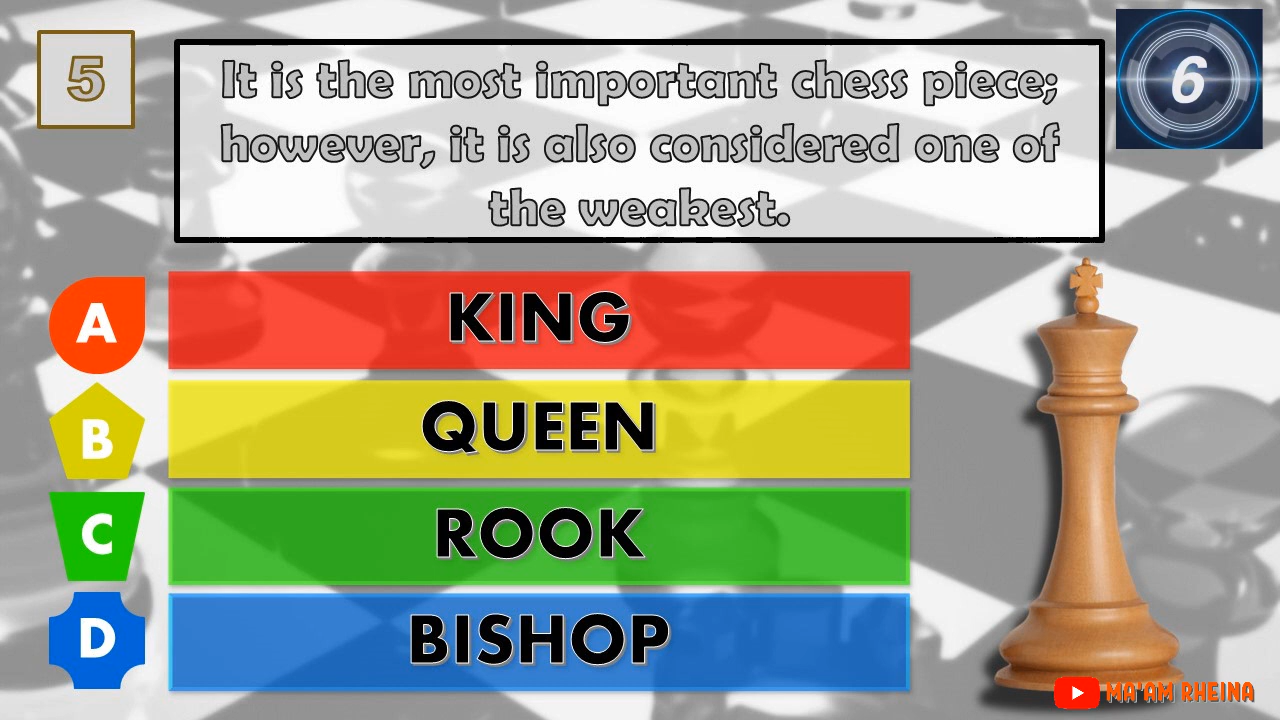 5
It is the most important chess piece;
however, it is also considered one of
the weakest.
6
A
KING
B
QUEEN
C
ROOK
D
BISHOP
MA'AM RHEINA